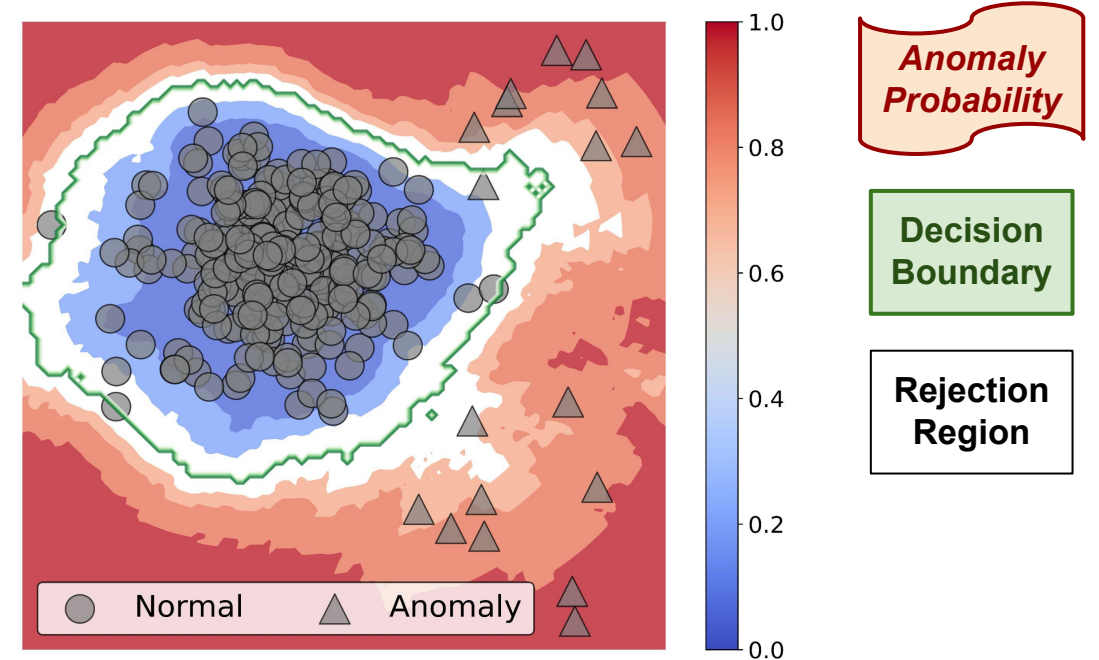 1.0
0.8
0.6
0.4
0.2
0.0
Normal
Anomaly
Anomaly
Probability
Decision
Boundary
Rejection
Region